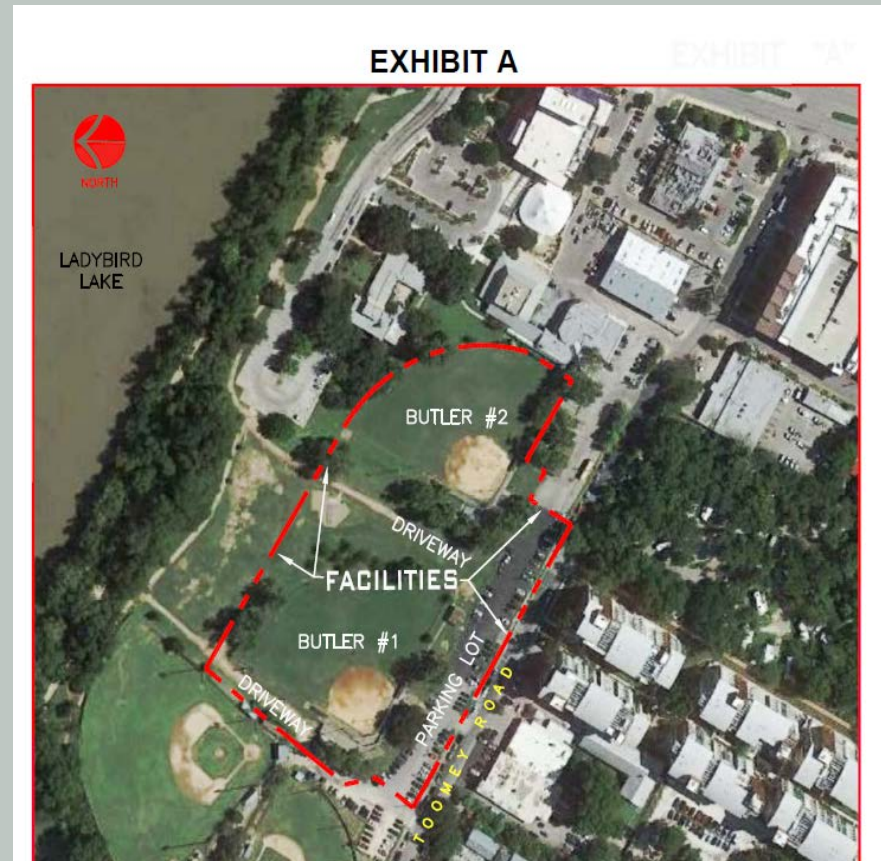 EXHIBIT A
EXHIBIT "A"
NORTH
LADYBIRD
LAKE
BUTLER #2
DRIVEWAY
FACILITIES
BUTLER #1
DRIVEWAY
PARKING LOT
TOOMEY ROAD